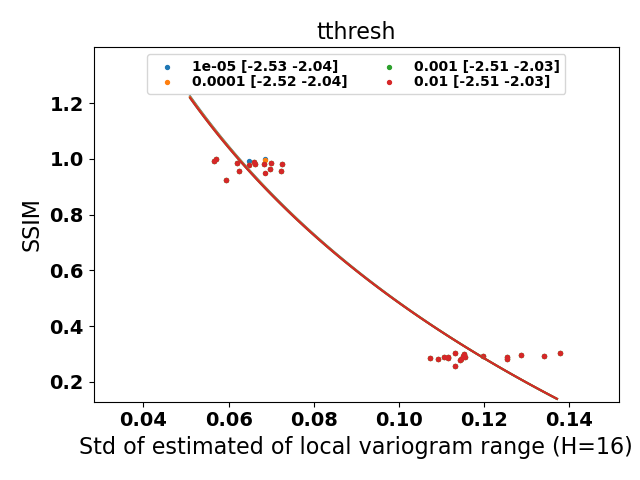 tthresh
1e-05 [-2.53 -2.04]
0.0001 [-2.52 -2.04]
0.001 [-2.51 -2.03]
0.01 [-2.51 -2.03]
SSIM
1.2
1.0
0.8
0.6
0.4
0.2
0.04 0.06 0.08 0.10 0.12 0.14
Std of estimated of local variogram range (H=16)